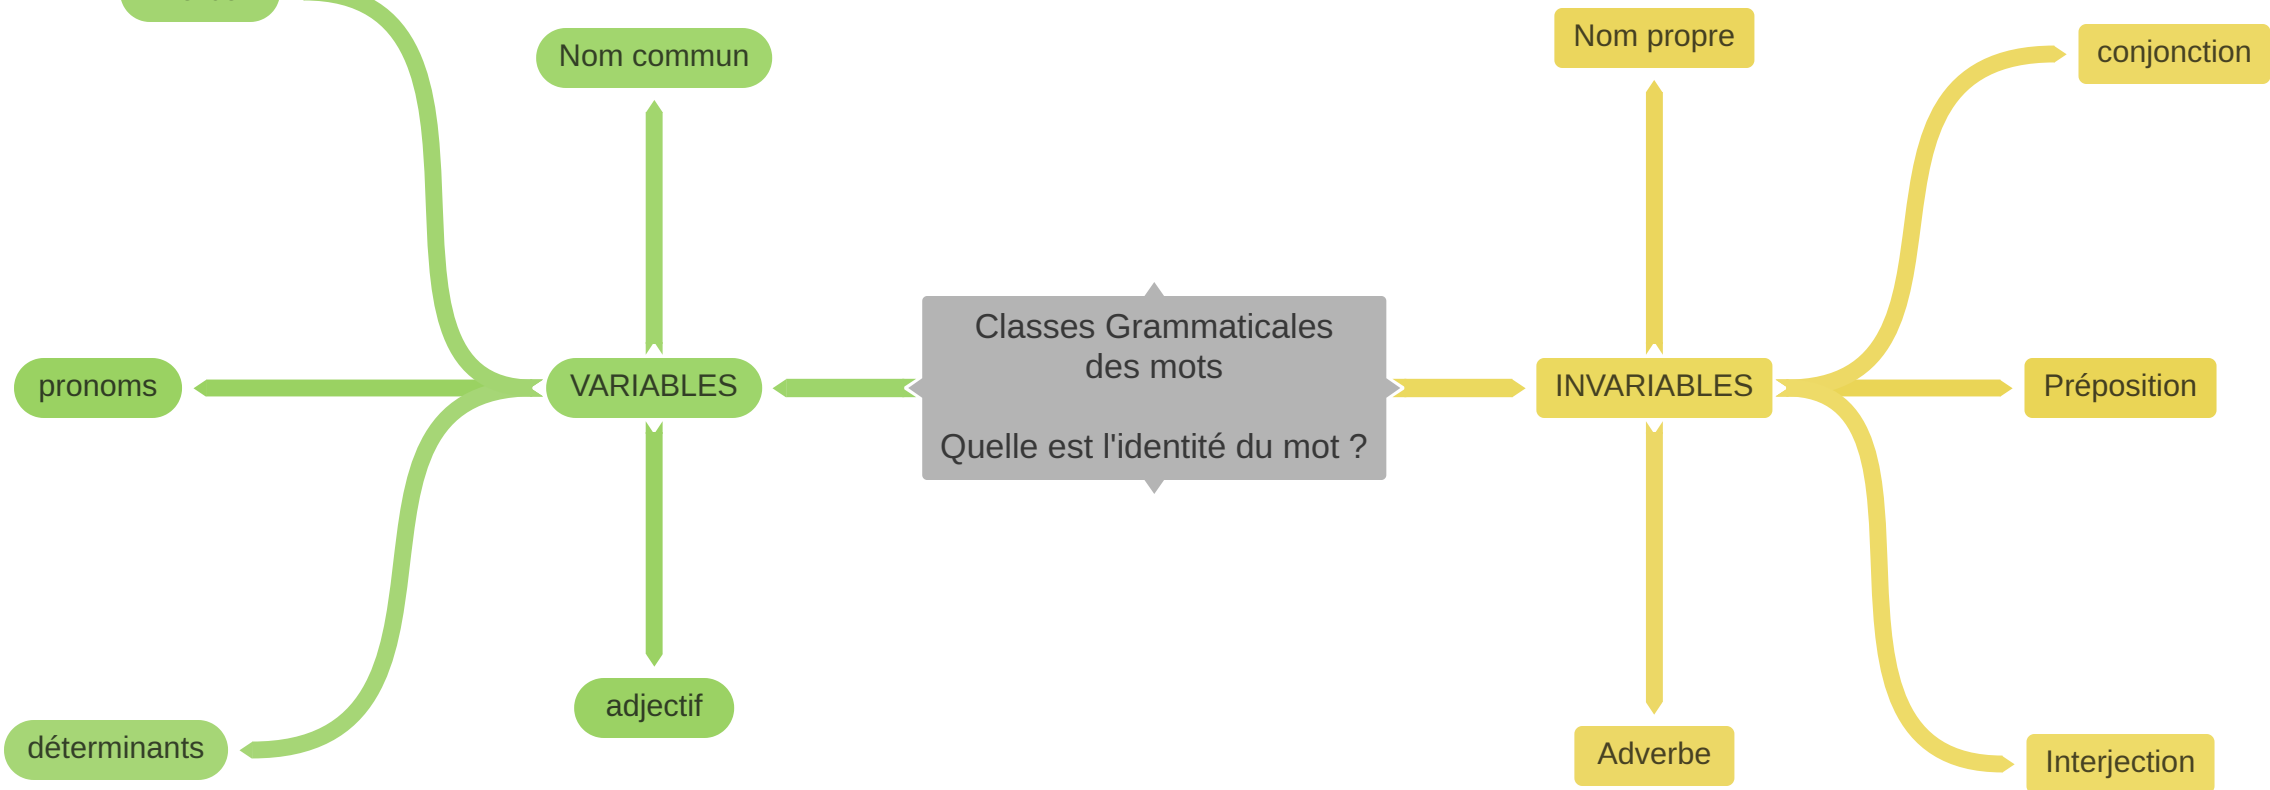 Nom commun
Nom propre
conjonction
Classes Grammaticales
des mots
Quelle est l'identité du mot ?
pronoms
VARIABLES
INVARIABLES
Préposition
adjectif
déterminants
Adverbe
Interjection